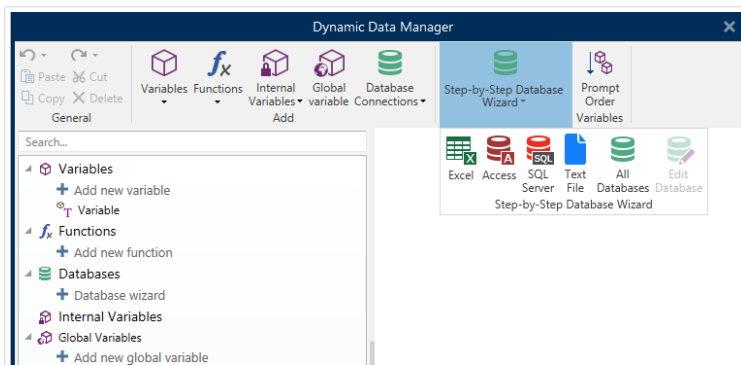 Dynamic Data Manager
Paste Cut
Copy Delete
General
Variables Functions Internal Variables Global variable Database Connections
Add
Step-by-Step Database Wizard
Prompt Order
Variables
Search...
Excel Access SQL Server Text File All Databases Edit Database
Step-by-Step Database Wizard
Variables
Add new variable
Variable
Functions
Add new function
Databases
Database wizard
Internal Variables
Global Variables
Add new global variable